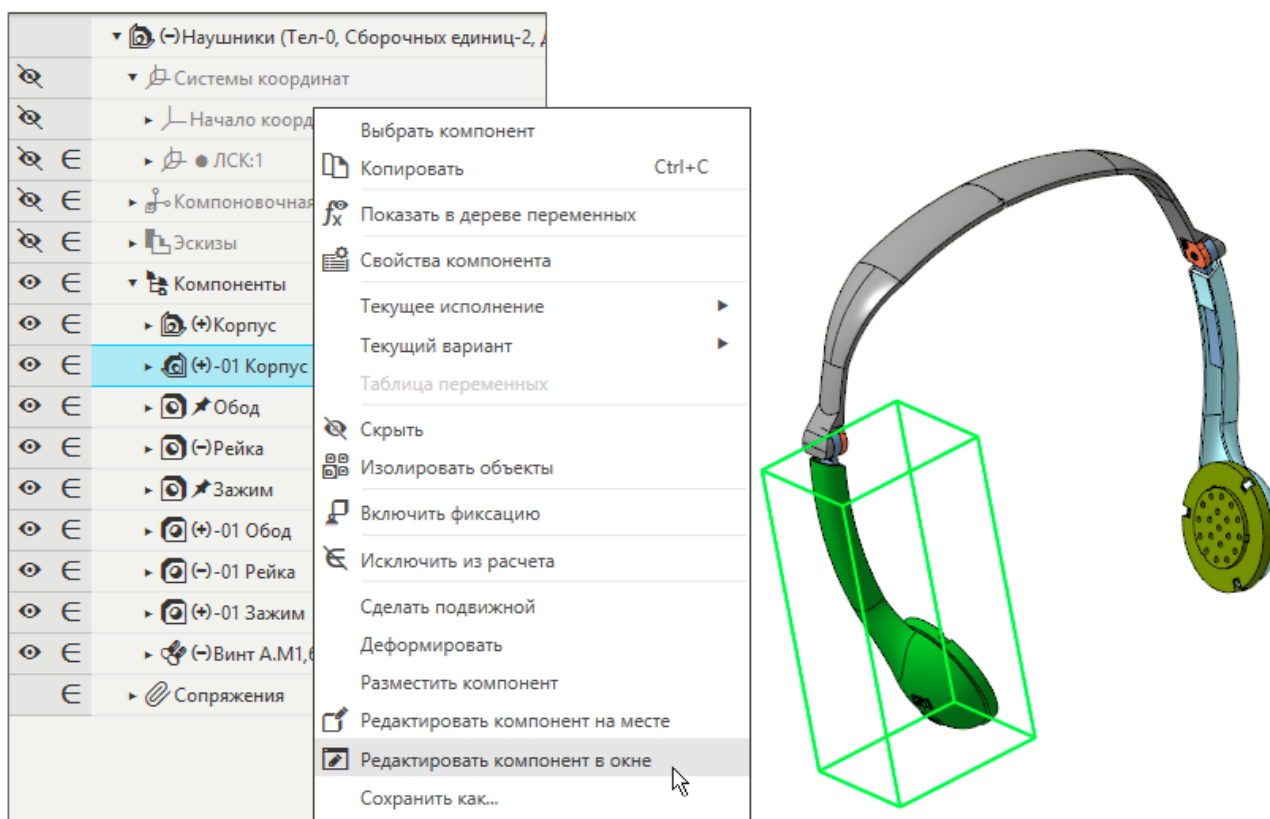 (-)Наушники (Тел-0, Сборочных единиц-2,
Системы координат
Начало коорд
ЛСК:1
Компоновочная
Эскизы
Компоненты
(+)Корпус
(+)-01 Корпус
Обод
(-)Рейка
Зажим
(+)-01 Обод
(-)-01 Рейка
(+)-01 Зажим
(-)Винт А.М1,6
Сопряжения
Выбрать компонент
Копировать Ctrl+C
Показать в дереве переменных
Свойства компонента
Текущее исполнение
Текущий вариант
Таблица переменных
Скрыть
Изолировать объекты
Включить фиксацию
Исключить из расчета
Сделать подвижной
Деформировать
Разместить компонент
Редактировать компонент на месте
Редактировать компонент в окне
Сохранить как...